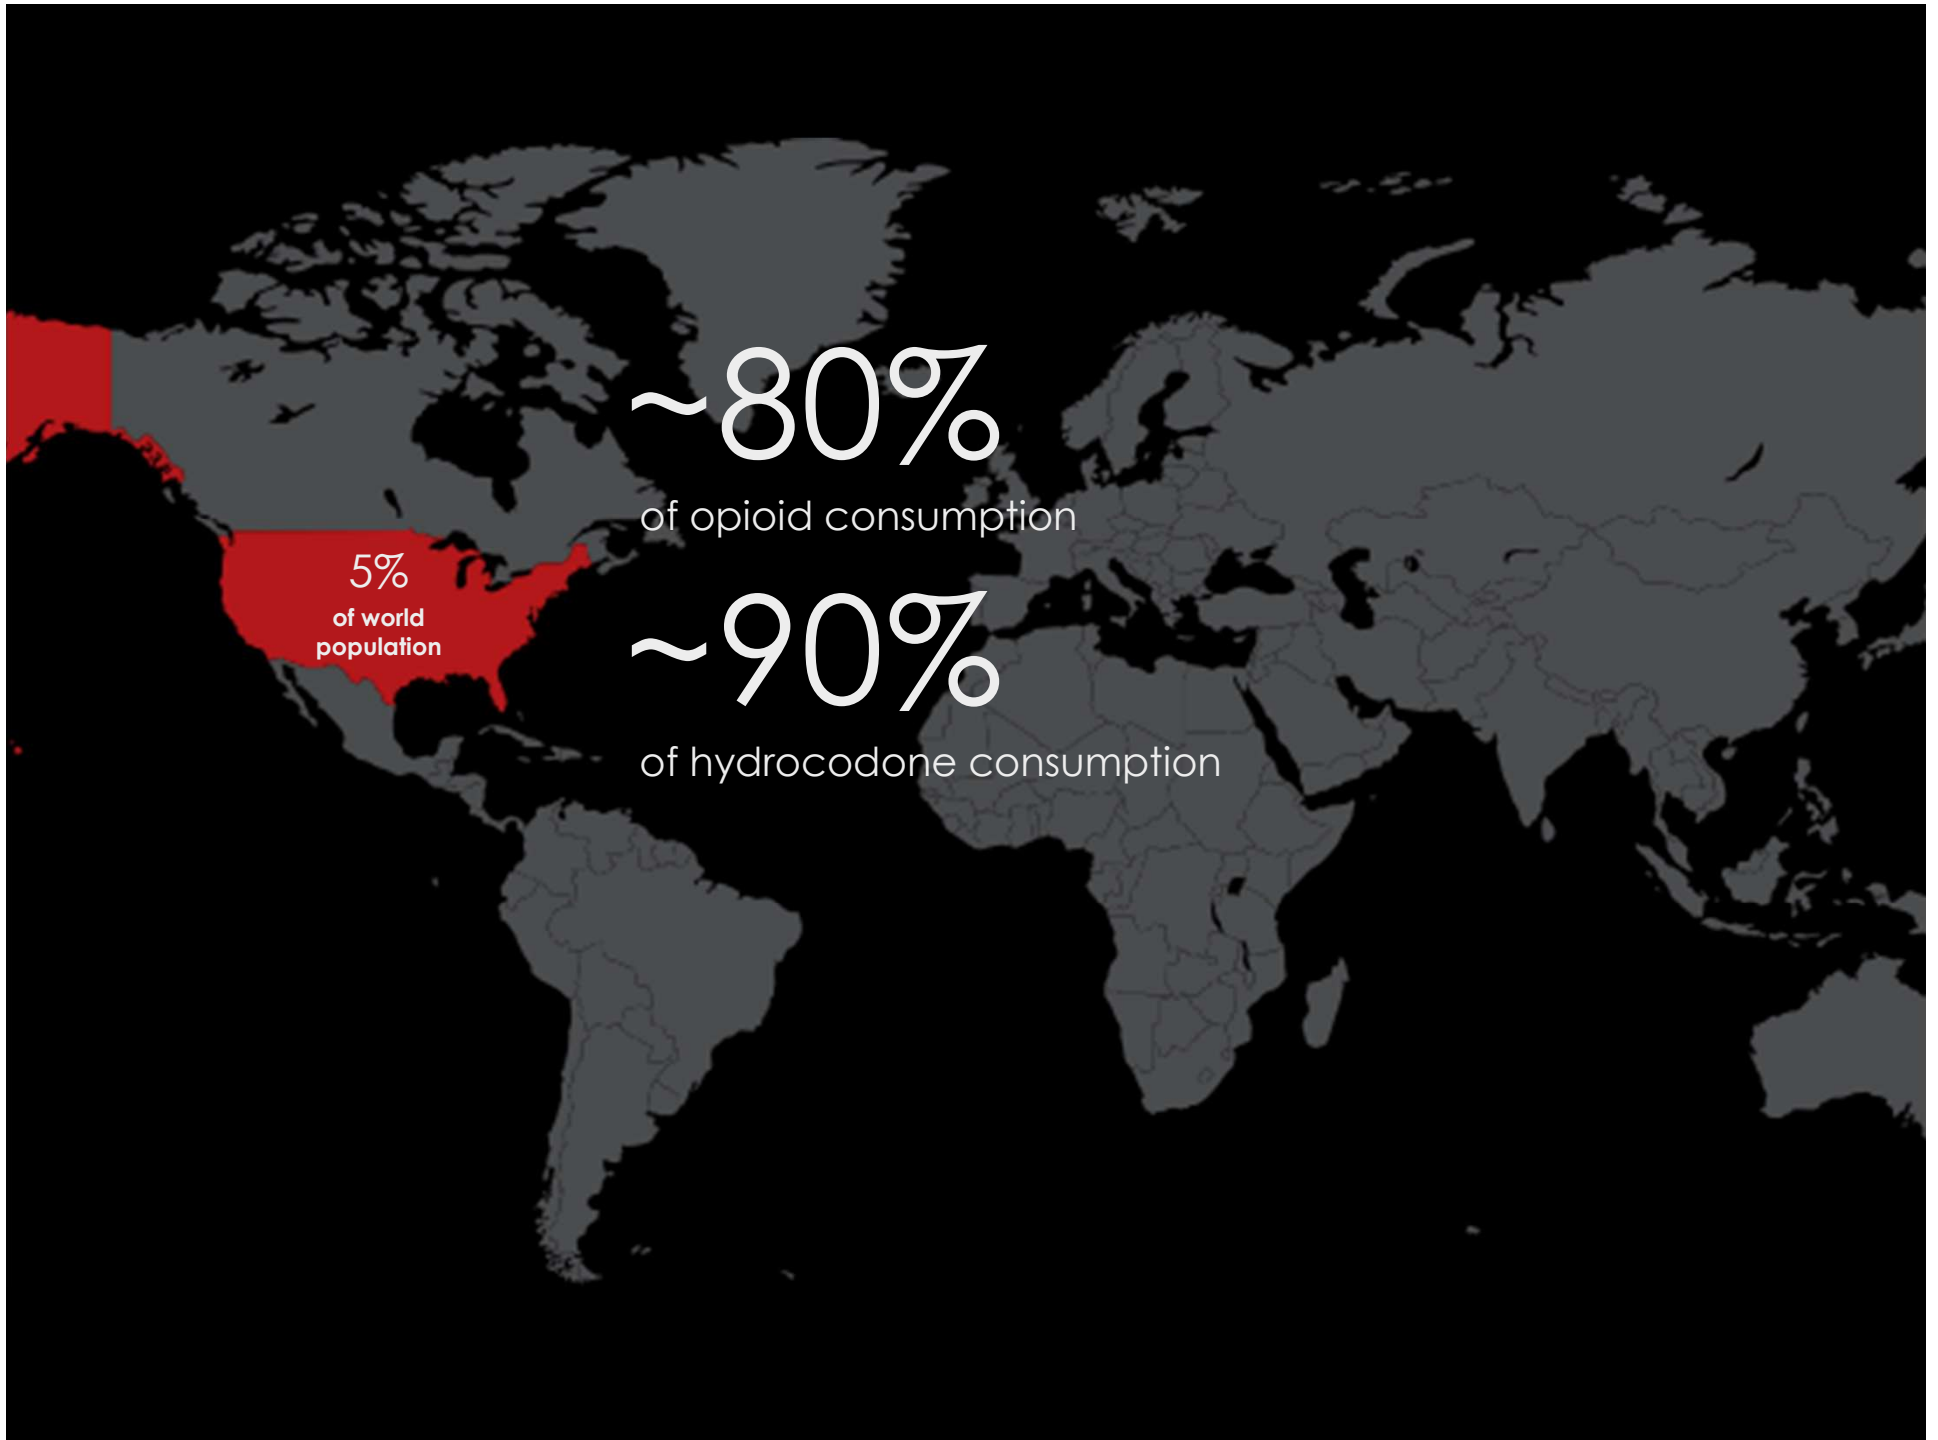 ~80%
of opioid consumption
5%
of world
population
~90%
of hydrocodone consumption